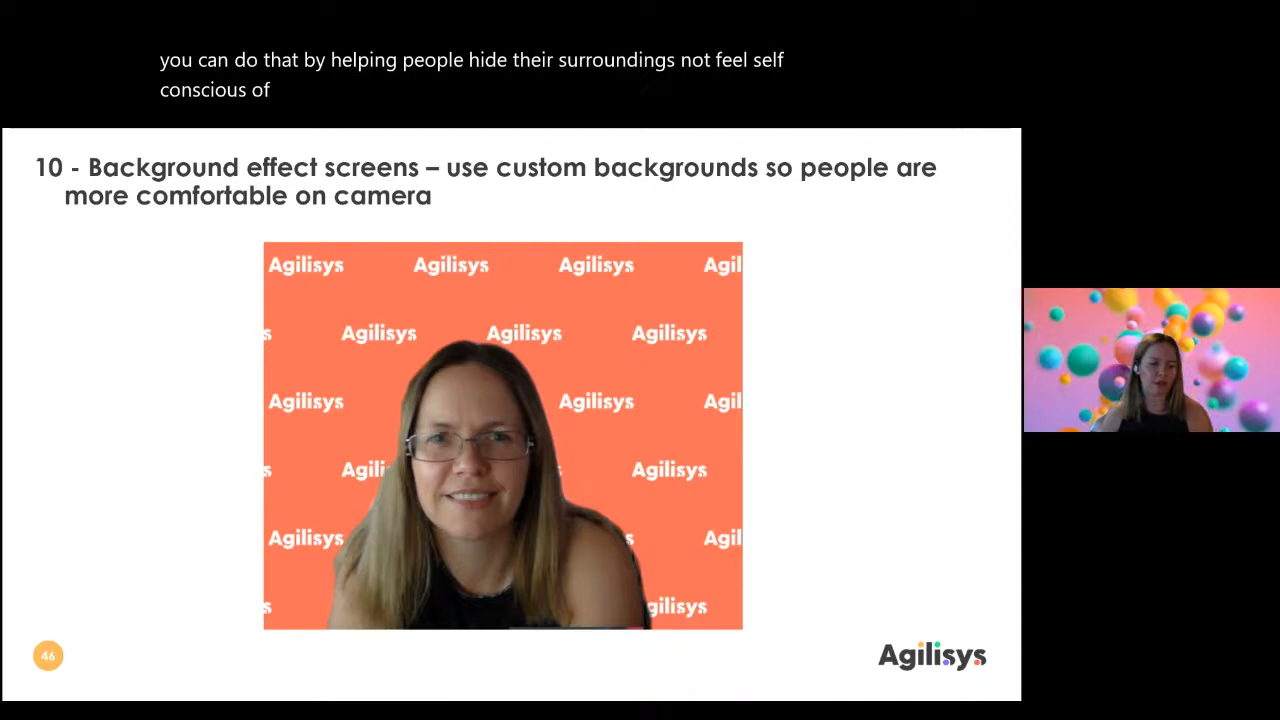 you can do that by helping people hide their surroundings not feel self
conscious of
10 - Background effect screens – use custom backgrounds so people are
more comfortable on camera
Agilisys Agilisys Agilisys Agil
s Agilisys Agilisys Agilisys
Agilisys Agilisys Agil
s Agili Agilisys
Agilisys s Agil
s gilisys
46
Agilisys